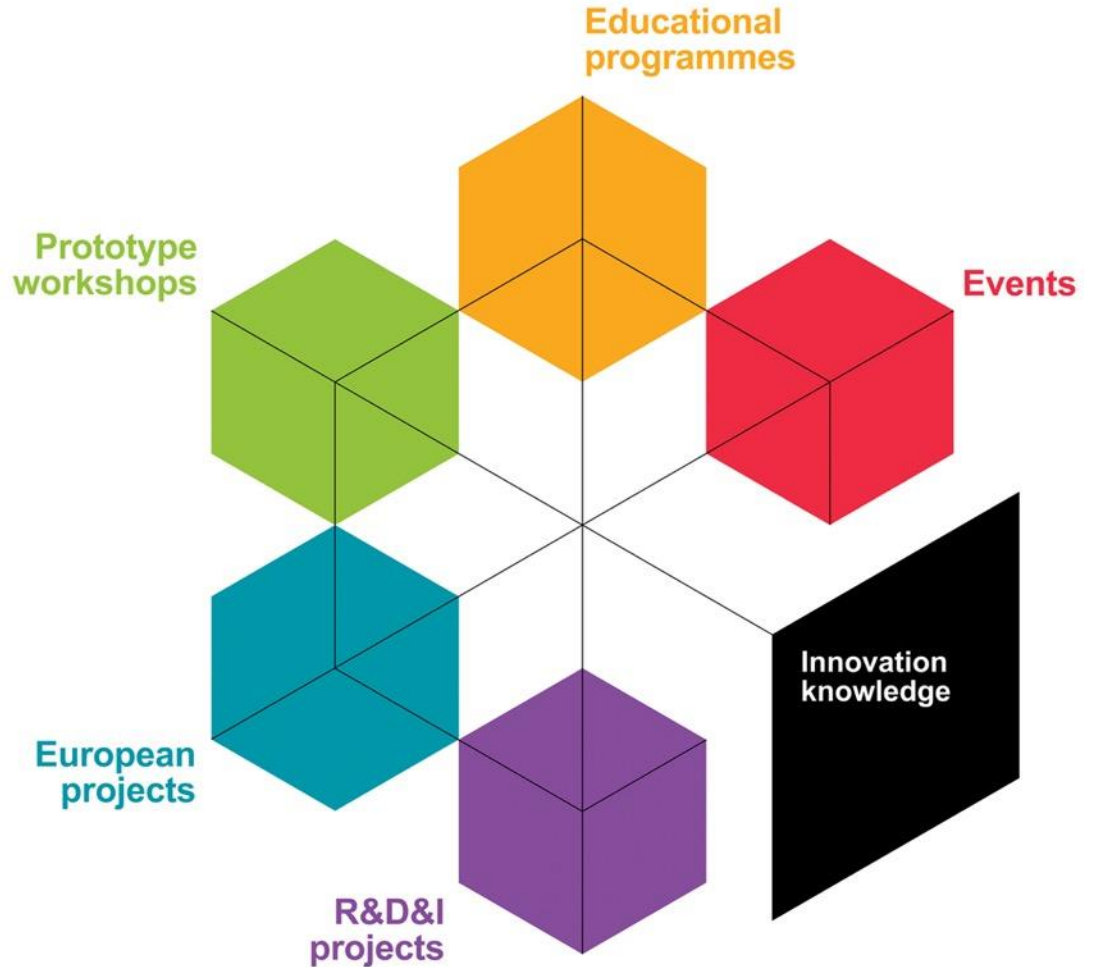 Educational
programmes
Prototype
workshops
Events
Innovation
knowledge
European
projects
R&D&I
projects